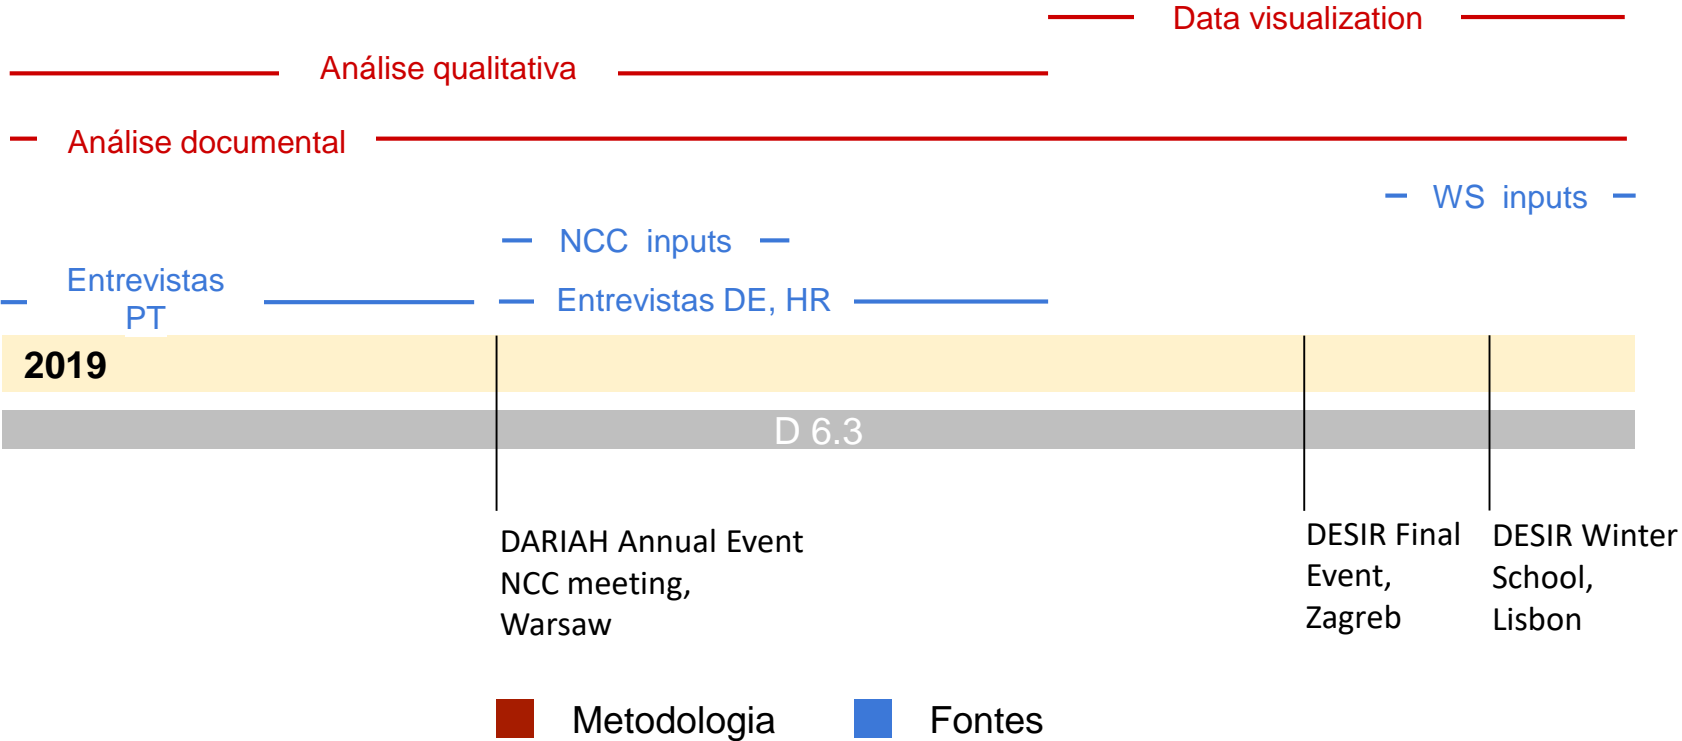 Data visualization
Análise qualitativa
Análise documental
WS inputs
NCC inputs
Entrevistas
PT
Entrevistas DE, HR
2019
D 6.3
DARIAH Annual Event
NCC meeting,
Warsaw
DESIR Final
Event,
Zagreb
DESIR Winter
School,
Lisbon
Metodologia
Fontes